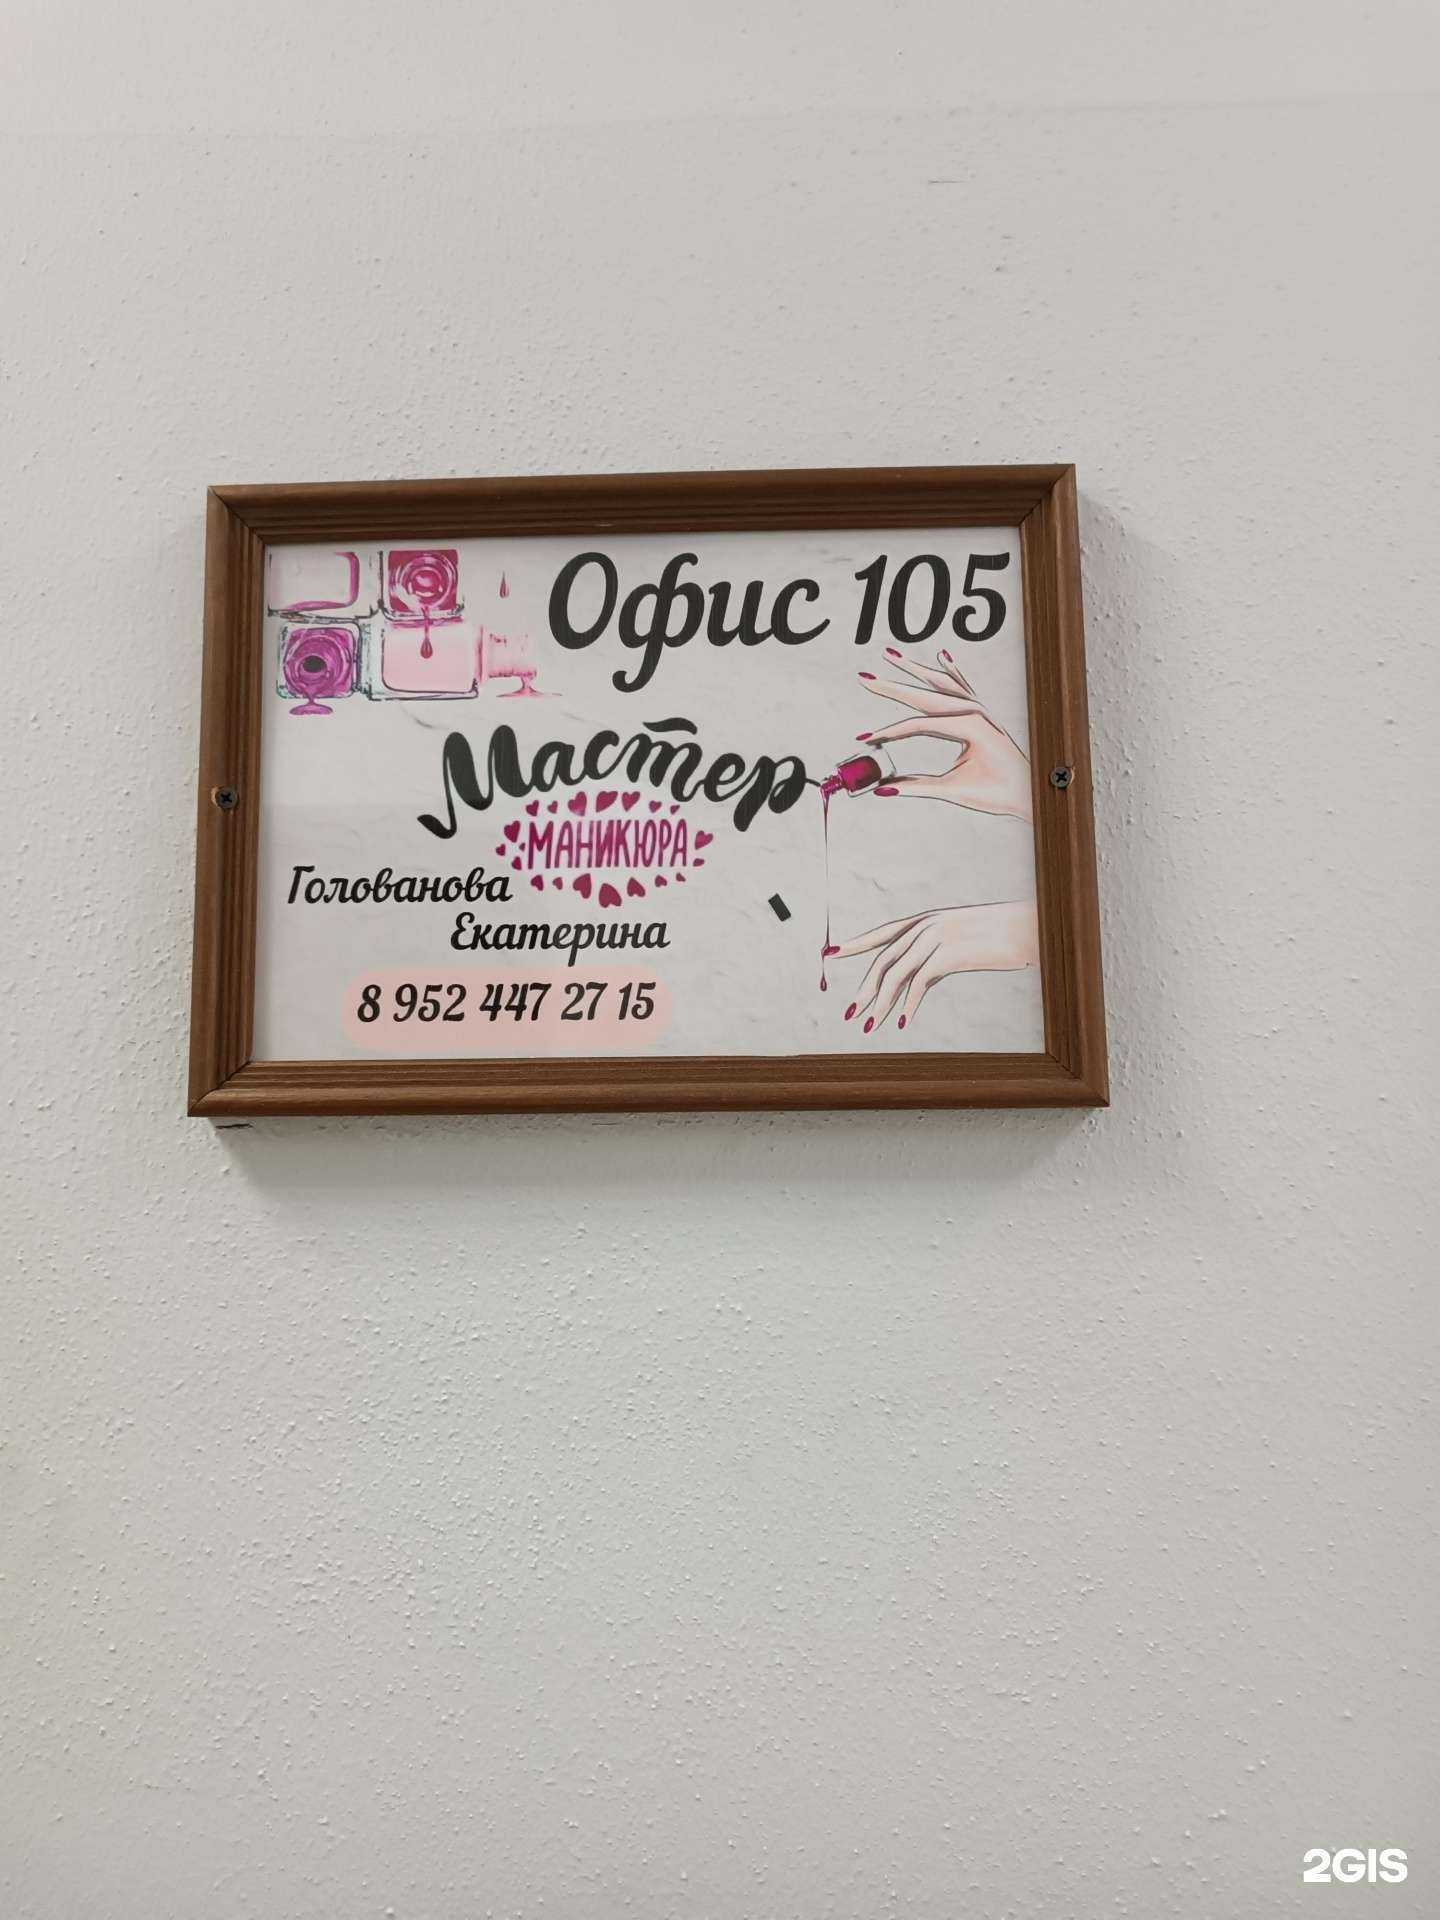 Офис 105
Мастер
МАНИКЮРА
Голованова
Екатерина
8 952 447 27 15
2GIS